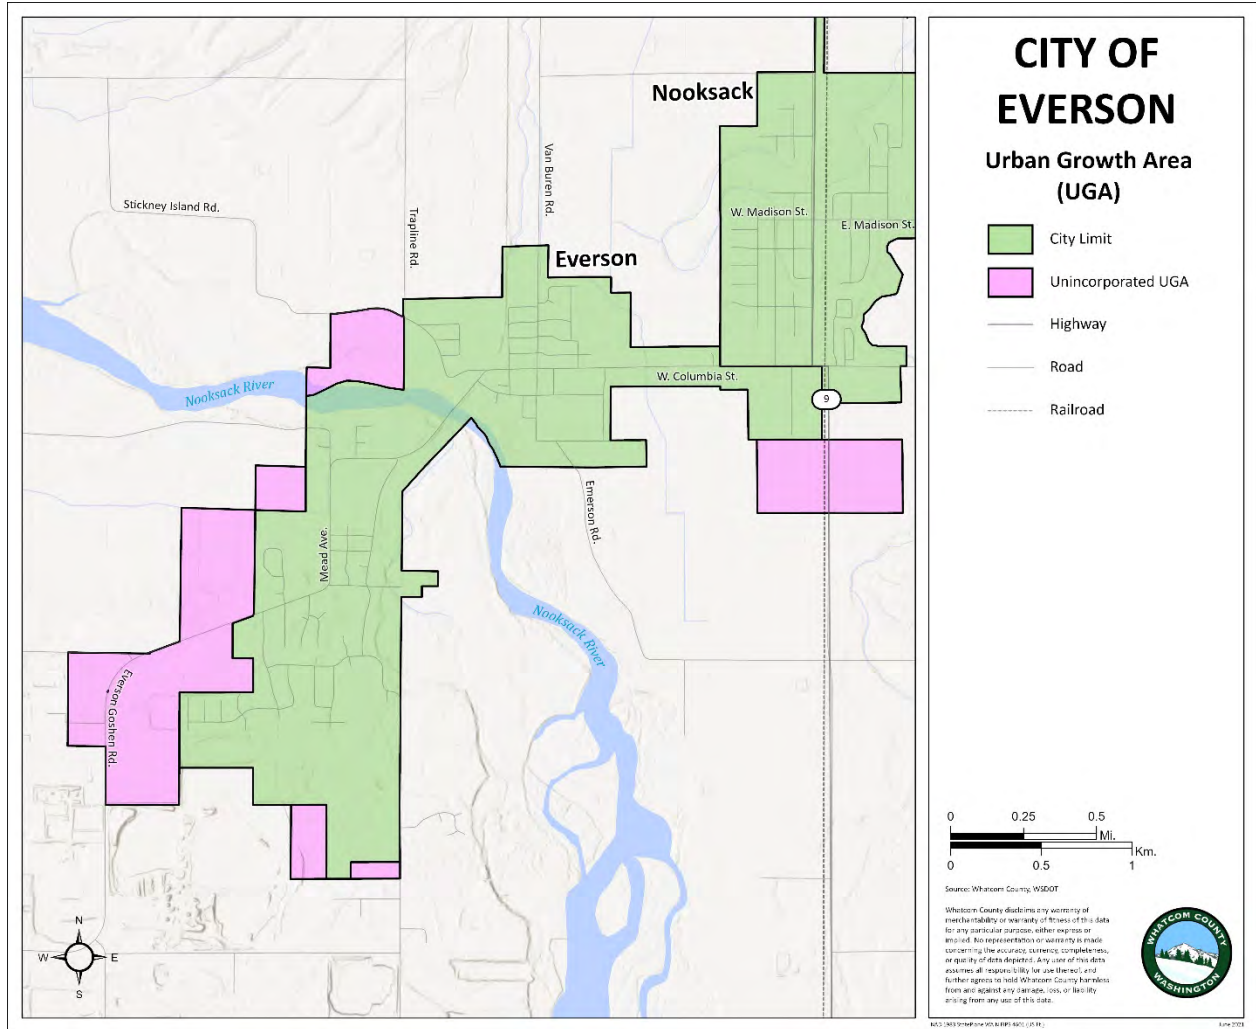 CITY OF
EVERSON
Urban Growth Area
(UGA)
City Limit
Unincorporated UGA
Highway
Road
Railroad
Nooksack
Everson
Stickney Island Rd.
Trapline Rd.
Van Buren Rd.
W. Madison St.
E. Madison St.
W. Columbia St.
9
Nooksack River
Mead Ave.
Emerson Rd.
Nooksack River
Everson Goshen Rd.
N
W
E
S
0 0.25 0.5
Mi.
Km.
0 0.5 1
Source: Whatcom County, WSDOT
Whatcom County disclaims any warranty of
merchantability or warranty of fitness of this data
for any particular purpose, either express or
implied. No representation or warranty is made
concerning the accuracy, currency, completeness,
or quality of data depicted. Any user of this data
assumes all responsibility for use thereof, and
further agrees to hold Whatcom County harmless
from and against any damage, loss, or liability
arising from any use of this data.
WHATCOM COUNTY
WASHINGTON